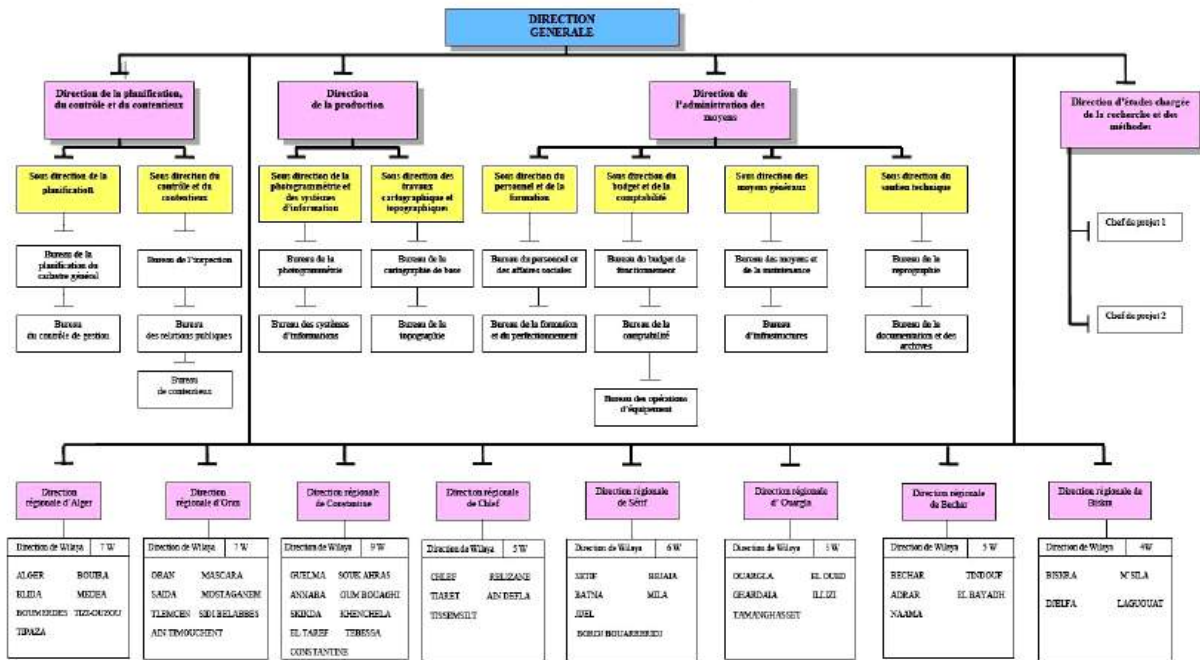 DIRECTION
GENERALE
Direction de la planification,
du contrôle et du contentieux
Direction
de la production
Direction de
l'administration des
moyens
Direction d'études chargée
de la recherche et des
méthodes
Sous direction de la
planification
Sous direction du
contrôle et du
contentieux
Sous direction de la
photogrammétrie et
des systèmes
d'information
Sous direction des
travaux
cartographique et
topographiques
Sous direction du
personnel et de la
formation
Sous direction du
budget et de la
comptabilité
Sous direction des
moyens généraux
Sous direction du
soutien technique
Chef de projet 1
Bureau de la
planification du
cadastre général
Bureau de l'inspection
Bureau de la
photogrammétrie
Bureau de la
cartographie de base
Bureau du personnel et
des affaires sociales
Bureau du budget de
fonctionnement
Bureau des moyens et de
la maintenance
Bureau de la
reprographie
Chef de projet 2
Bureau
du contrôle de gestion
Bureau
des relations publiques
Bureau des systèmes
d'informations
Bureau de la
topographie
Bureau de la formation
et du perfectionnement
Bureau de la
comptabilité
Bureau
d'infrastructures
Bureau de la
documentation et des
archives
Bureau
de contentieux
Bureau des opérations
d'équipement
Direction
régionale d'Alger
Direction
régionale d'Oran
Direction régionale
de Constantine
Direction régionale
de Chlef
Direction régionale
de Sétif
Direction régionale
d' Ouargla
Direction régionale
de Bechar
Direction régionale de
Biskra
Direction de Wilaya 7 W
ALGER BOUIRA
BLIDA MEDEA
BOUMERDES TIZI-OUZOU
TIPAZA
Direction de Wilaya 7 W
ORAN MASCARA
SAIDA MOSTAGANEM
TLEMCEN SIDI BELABBES
AIN TIMOUCHENT
Direction de Wilaya 9 W
GUELMA SOUK AHRAS
ANNABA OUM BOUAGHI
SKIKDA KHENCHELA
EL TAREF TEBESSA
CONSTANTINE
Direction de Wilaya 5 W
CHLEF RELIZANE
TIARET AIN DEFLA
TISSEMSILT
Direction de Wilaya 6 W
SETIF BEJAIA
BATNA MILA
JIJEL
BORDJ BOUARRERIDJ
Direction de Wilaya 5 W
OUARGLA EL OUED
GHARDAIA ILLIZI
TAMANGHASSET
Direction de Wilaya 5 W
BECHAR TINDOUF
ADRAR EL BAYADH
NAAMA
Direction de Wilaya 4W
BISKRA M'SILA
DJELFA LAGUOUAT